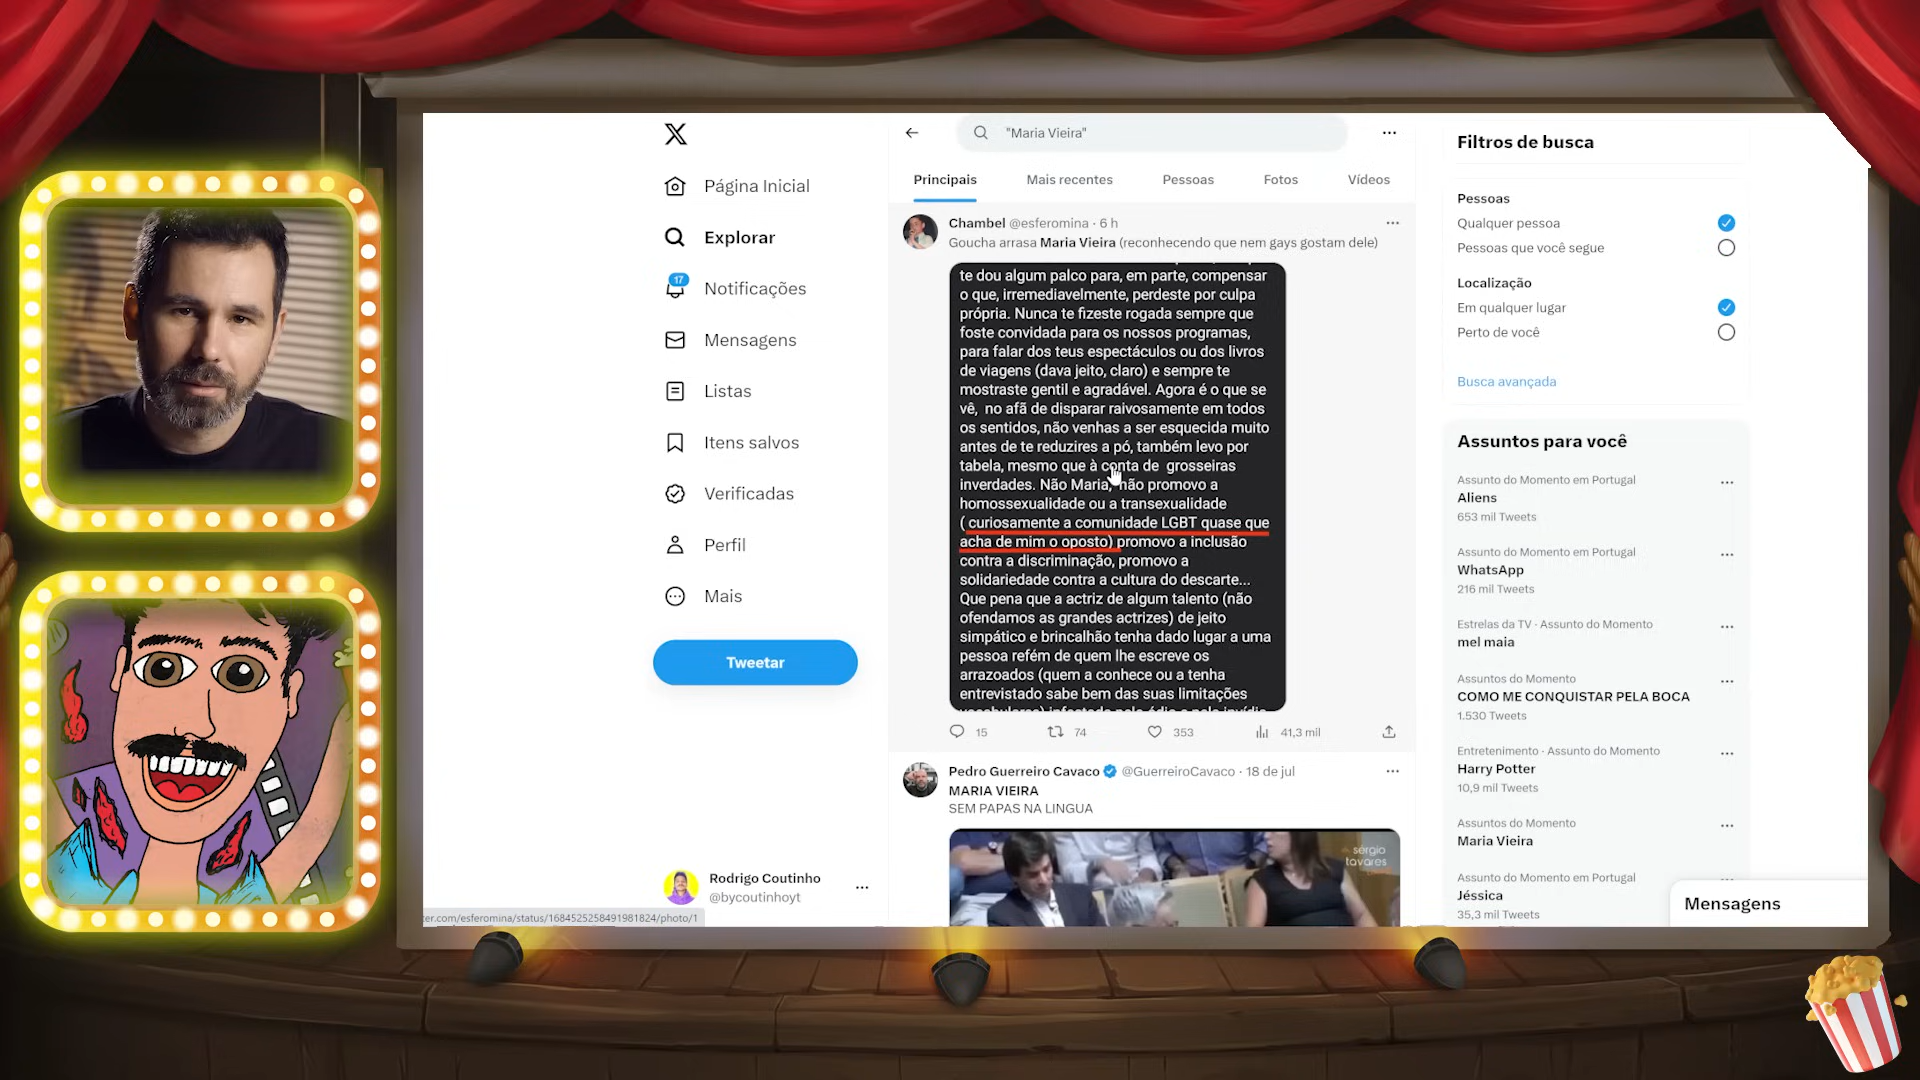 "Maria Vieira"
Página Inicial
Explorar
17
Notificações
Mensagens
Listas
Itens salvos
Verificadas
Perfil
Mais
Tweetar
Rodrigo Coutinho
@bycoutinhoyt
ter.com/esferomina/status/1684525258491981824/photo/1
Principais
Mais recentes
Pessoas
Fotos
Vídeos
Chambel @esferomina · 6 h
Goucha arrasa Maria Vieira (reconhecendo que nem gays gostam dele)
te dou algum palco para, em parte, compensar
o que, irremediavelmente, perdeste por culpa
própria. Nunca te fizeste rogada sempre que
foste convidada para os nossos programas,
para falar dos teus espectáculos ou dos livros
de viagens (dava jeito, claro) e sempre te
mostraste gentil e agradável. Agora é o que se
vê, no afã de disparar raivosamente em todos
os sentidos, não venhas a ser esquecida muito
antes de te reduzires a pó, também levo por
tabela, mesmo que à conta de grosseiras
inverdades. Não Maria, não promovo a
homossexualidade ou a transexualidade
( curiosamente a comunidade LGBT quase que
acha de mim o oposto) promovo a inclusão
contra a discriminação, promovo a
solidariedade contra a cultura do descarte...
Que pena que a actriz de algum talento (não
ofendamos as grandes actrizes) de jeito
simpático e brincalhão tenha dado lugar a uma
pessoa refém de quem lhe escreve os
arrazoados (quem a conhece ou a tenha
entrevistado sabe bem das suas limitações
15
74
353
41,3 mil
Pedro Guerreiro Cavaco @GuerreiroCavaco · 18 de jul
MARIA VIEIRA
SEM PAPAS NA LINGUA
sérgio
tavares
Filtros de busca
Pessoas
Qualquer pessoa
Pessoas que você segue
Localização
Em qualquer lugar
Perto de você
Busca avançada
Assuntos para você
Assunto do Momento em Portugal
Aliens
653 mil Tweets
Assunto do Momento em Portugal
WhatsApp
216 mil Tweets
Estrelas da TV · Assunto do Momento
mel maia
Assuntos do Momento
COMO ME CONQUISTAR PELA BOCA
1.530 Tweets
Entretenimento · Assunto do Momento
Harry Potter
10,9 mil Tweets
Assuntos do Momento
Maria Vieira
Assunto do Momento em Portugal
Jéssica
35,3 mil Tweets
Mensagens